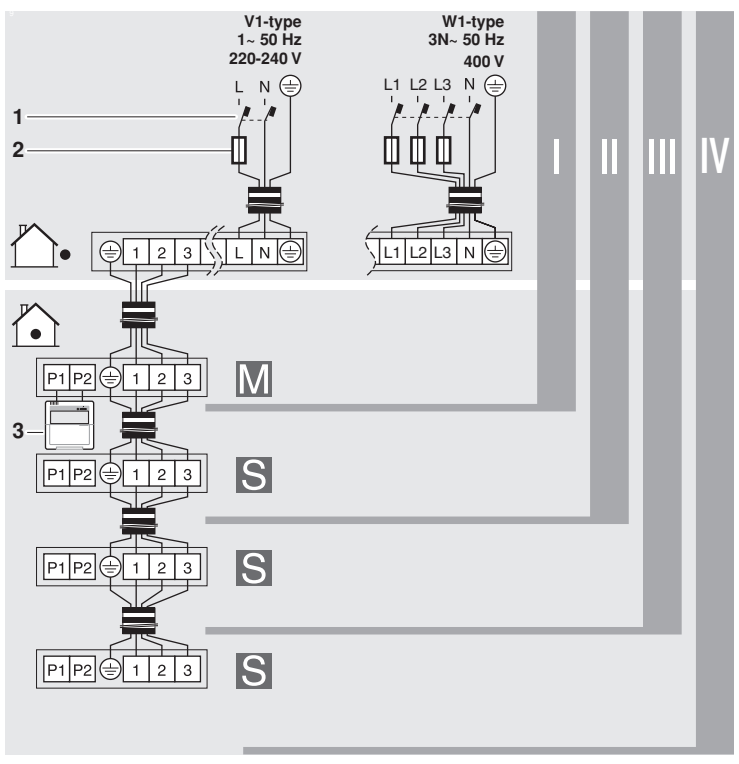 V1-type
1~ 50 Hz
220-240 V
W1-type
3N~ 50 Hz
400 V
L N
L1 L2 L3 N
1
2
I II III IV
1 2 3 L N
L1 L2 L3 N
P1 P2 1 2 3
M
3
P1 P2 1 2 3
S
P1 P2 1 2 3
S
P1 P2 1 2 3
S